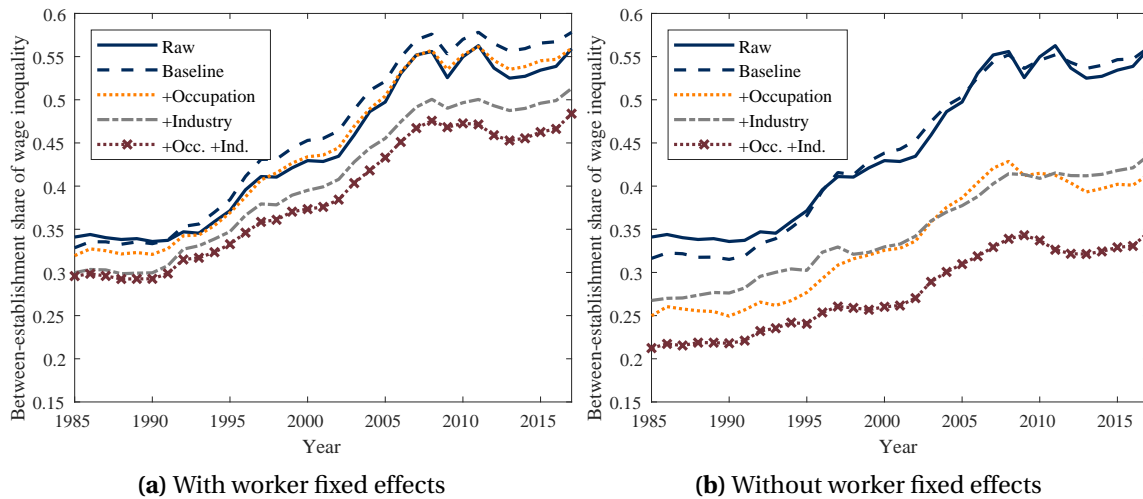 Between-establishment share of wage inequality
0.6
0.55
0.5
0.45
0.4
0.35
0.3
0.25
0.2
0.15
Raw
Baseline
+Occupation
+Industry
+Occ. +Ind.
1985 1990 1995 2000 2005 2010 2015
Year
(a) With worker fixed effects
Between-establishment share of wage inequality
0.6
0.55
0.5
0.45
0.4
0.35
0.3
0.25
0.2
0.15
Raw
Baseline
+Occupation
+Industry
+Occ. +Ind.
1985 1990 1995 2000 2005 2010 2015
Year
(b) Without worker fixed effects